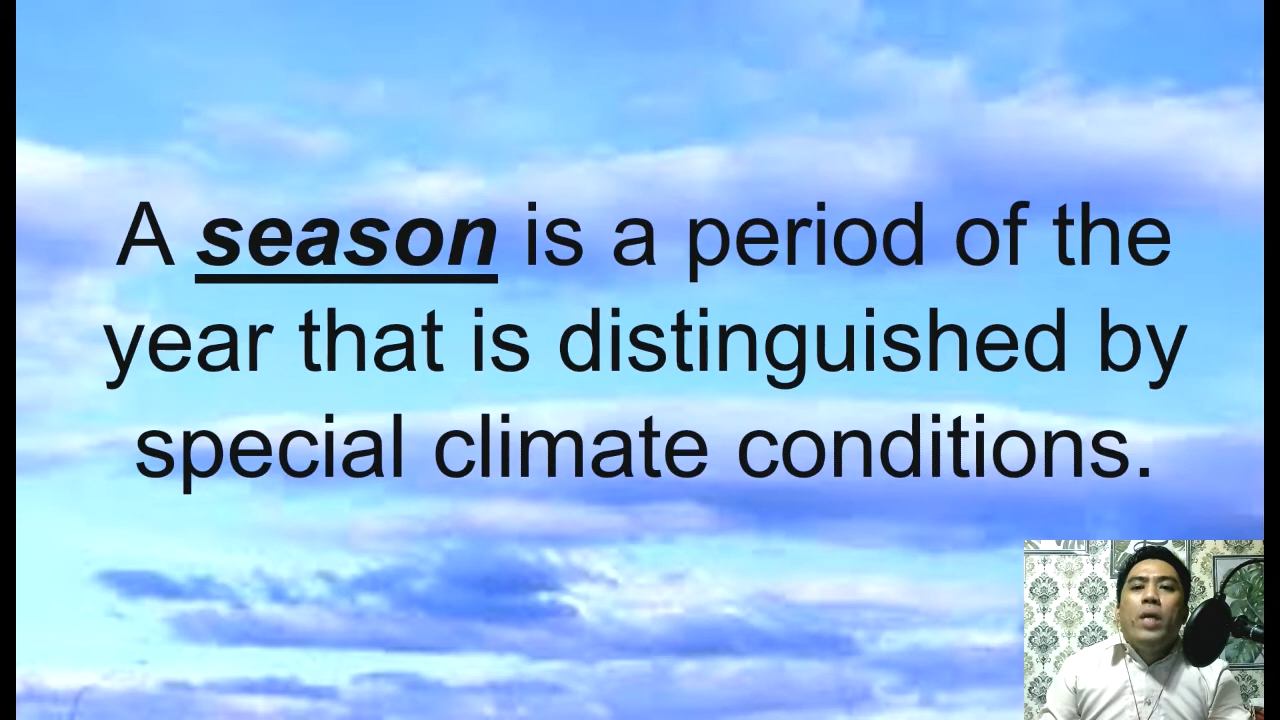 A season is a period of the
year that is distinguished by
special climate conditions.